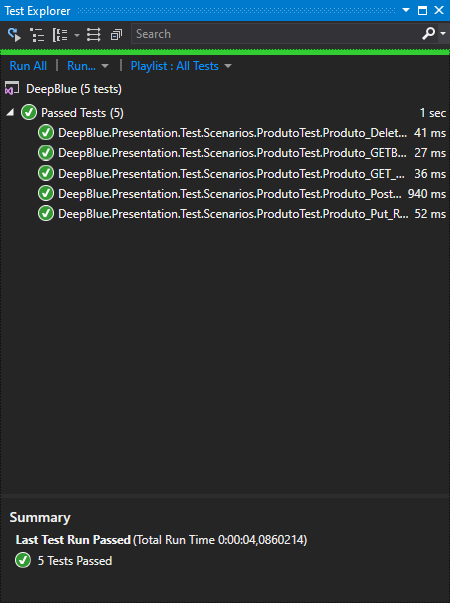 Test Explorer
Search
Run All | Run... | Playlist : All Tests
DeepBlue (5 tests)
Passed Tests (5) 1 sec
DeepBlue.Presentation.Test.Scenarios.ProdutoTest.Produto_Delet... 41 ms
DeepBlue.Presentation.Test.Scenarios.ProdutoTest.Produto_GETB... 27 ms
DeepBlue.Presentation.Test.Scenarios.ProdutoTest.Produto_GET_... 36 ms
DeepBlue.Presentation.Test.Scenarios.ProdutoTest.Produto_Post... 940 ms
DeepBlue.Presentation.Test.Scenarios.ProdutoTest.Produto_Put_R... 52 ms
Summary
Last Test Run Passed (Total Run Time 0:00:04,0860214)
5 Tests Passed